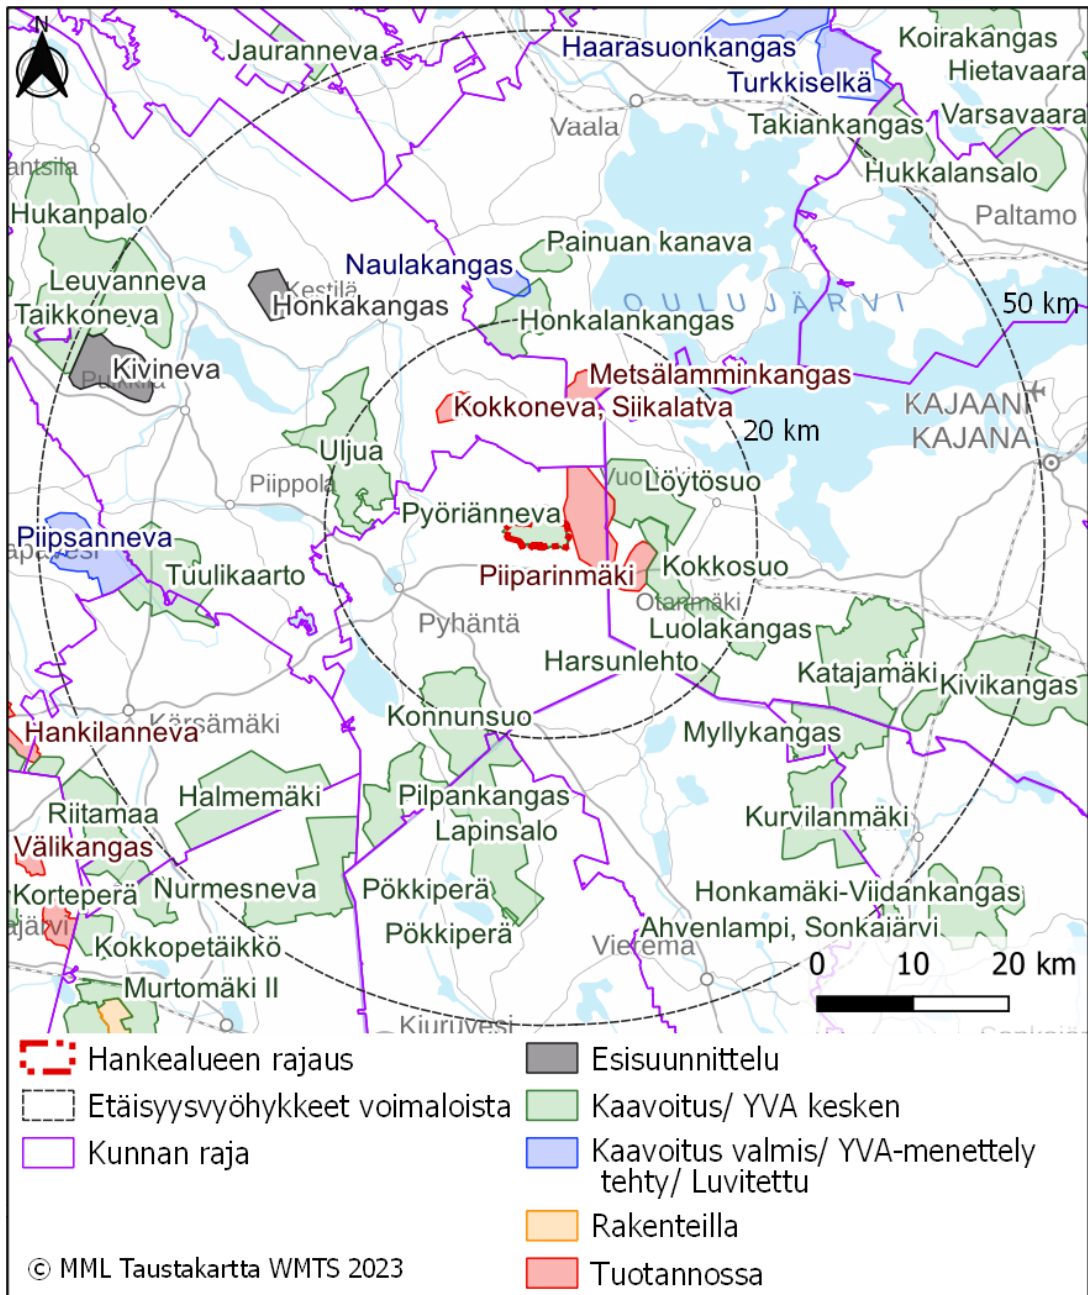 N
Jauranneva
Haarasuonkangas
Koirakangas
Hietavaara
Turkkiselkä
Varsavaara
Vaala
Takiankangas
antsila
Hukkalansalo
Hukanpalo
Paltamo
Painuan kanava
Naulakangas
Leuvanneva
Kestilä
Honkakangas
OULUJÄRVI
50 km
Taikkoneva
Honkalankangas
Kivineva
Pulkkila
Metsälamminkangas
KAJAANI
Kokkoneva, Siikalatva
20 km
KAJANA
Uljua
Piippola
Vuo
Löytösuo
Pyöriänneva
Piipsanneva
Tuulikaarto
Piiparinmäki
Kokkosuo
Otanmäki
Pyhäntä
Luolakangas
Harsunlehto
Katajamäki
Kivikangas
Konnunsuo
Hankilanneva
Kärsämäki
Myllykangas
Halmemäki
Pilpankangas
Riitamaa
Lapinsalo
Kurvilanmäki
Välikangas
Korteperä
Nurmesneva
Pökkiperä
Honkamäki-Viidankangas
ajärvi
Pökkiperä
Ahvenlampi, Sonkajärvi
Kokkopetäikkö
Vieremä
Murtomäki II
0 10 20 km
Kiuruvesi
Hankealueen rajaus
Etäisyysvyöhykkeet voimaloista
Kunnan raja
Esisuunnittelu
Kaavoitus/ YVA kesken
Kaavoitus valmis/ YVA-menettely
tehty/ Luvitettu
Rakenteilla
Tuotannossa
© MML Taustakartta WMTS 2023